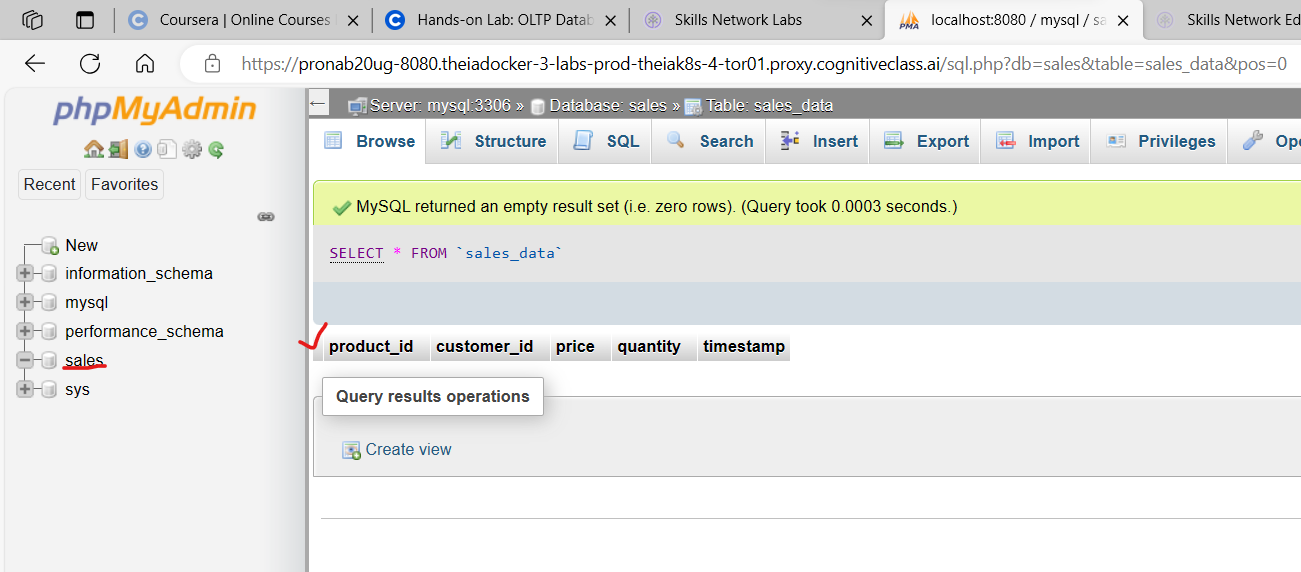 Coursera | Online Courses
Hands-on Lab: OLTP Datab
Skills Network Labs
localhost:8080 / mysql / sa
Skills Network Ed
https://pronab20ug-8080.theiadocker-3-labs-prod-theiak8s-4-tor01.proxy.cognitiveclass.ai/sql.php?db=sales&table=sales_data&pos=0
phpMyAdmin
Recent Favorites
New
information_schema
mysql
performance_schema
sales
sys
Server: mysql:3306 » Database: sales » Table: sales_data
Browse Structure SQL Search Insert Export Import Privileges Ope
MySQL returned an empty result set (i.e. zero rows). (Query took 0.0003 seconds.)
SELECT * FROM `sales_data`
product_id customer_id price quantity timestamp
Query results operations
Create view